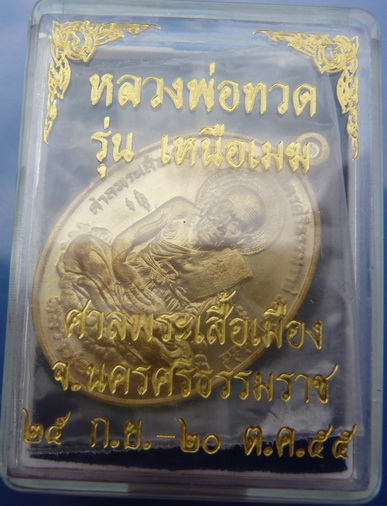 หลวงพ่อทวด
รุ่น เหนือเมฆ
ศาลพระเสื้อเมือง
จ.นครศรีธรรมราช
๒๕ ก.ย.-๒๐ ต.ค.๕๕